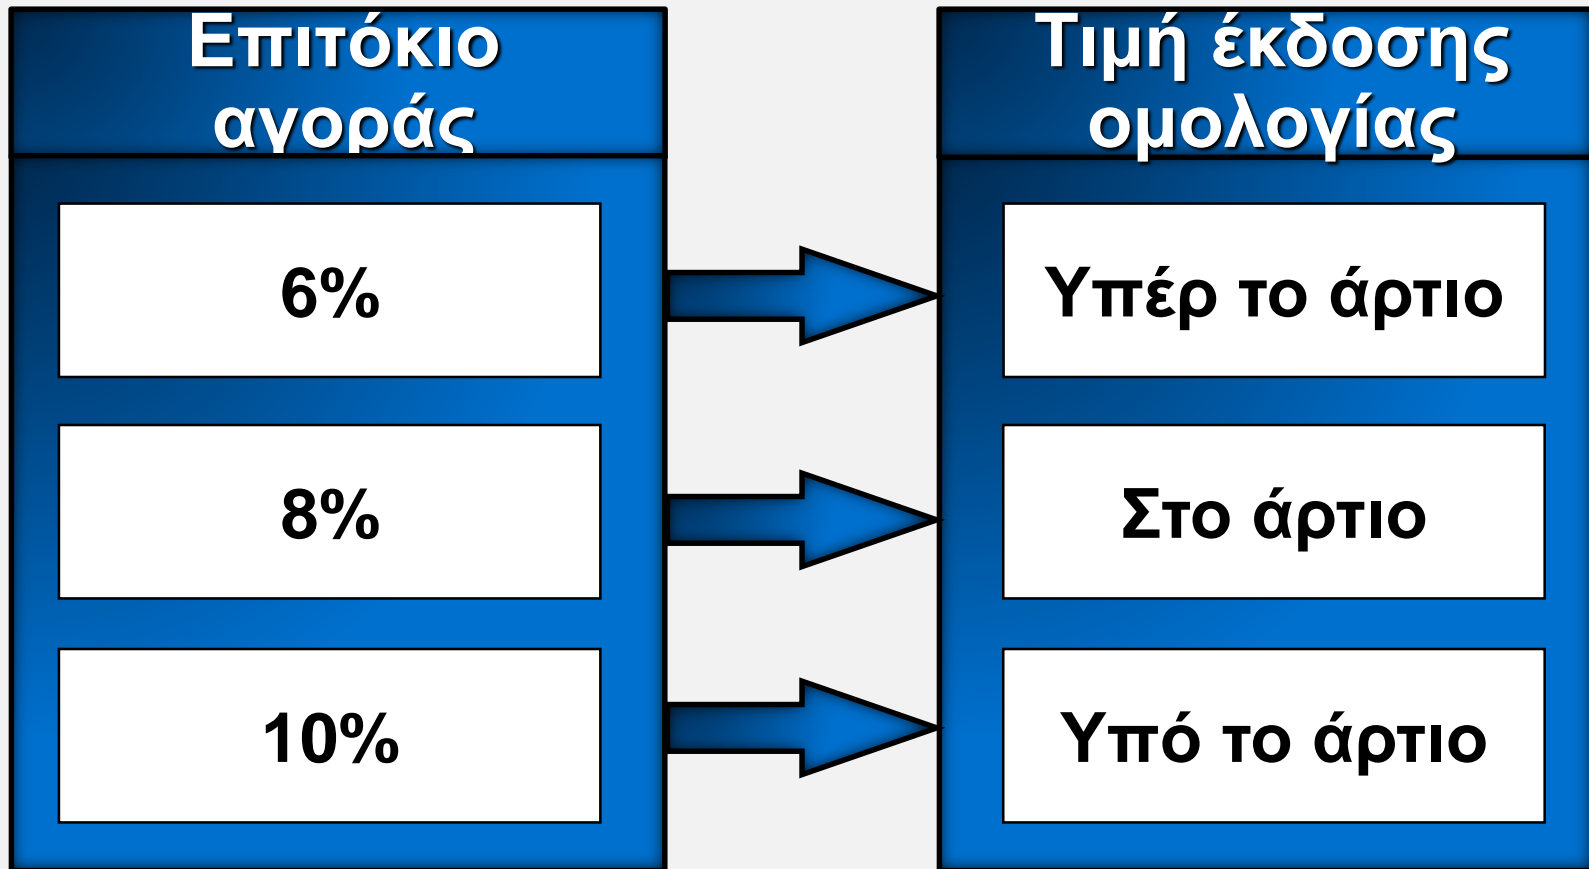 Επιτόκιο
αγοράς
Τιμή έκδοσης
ομολογίας
6%
Υπέρ το άρτιο
8%
Στο άρτιο
10%
Υπό το άρτιο